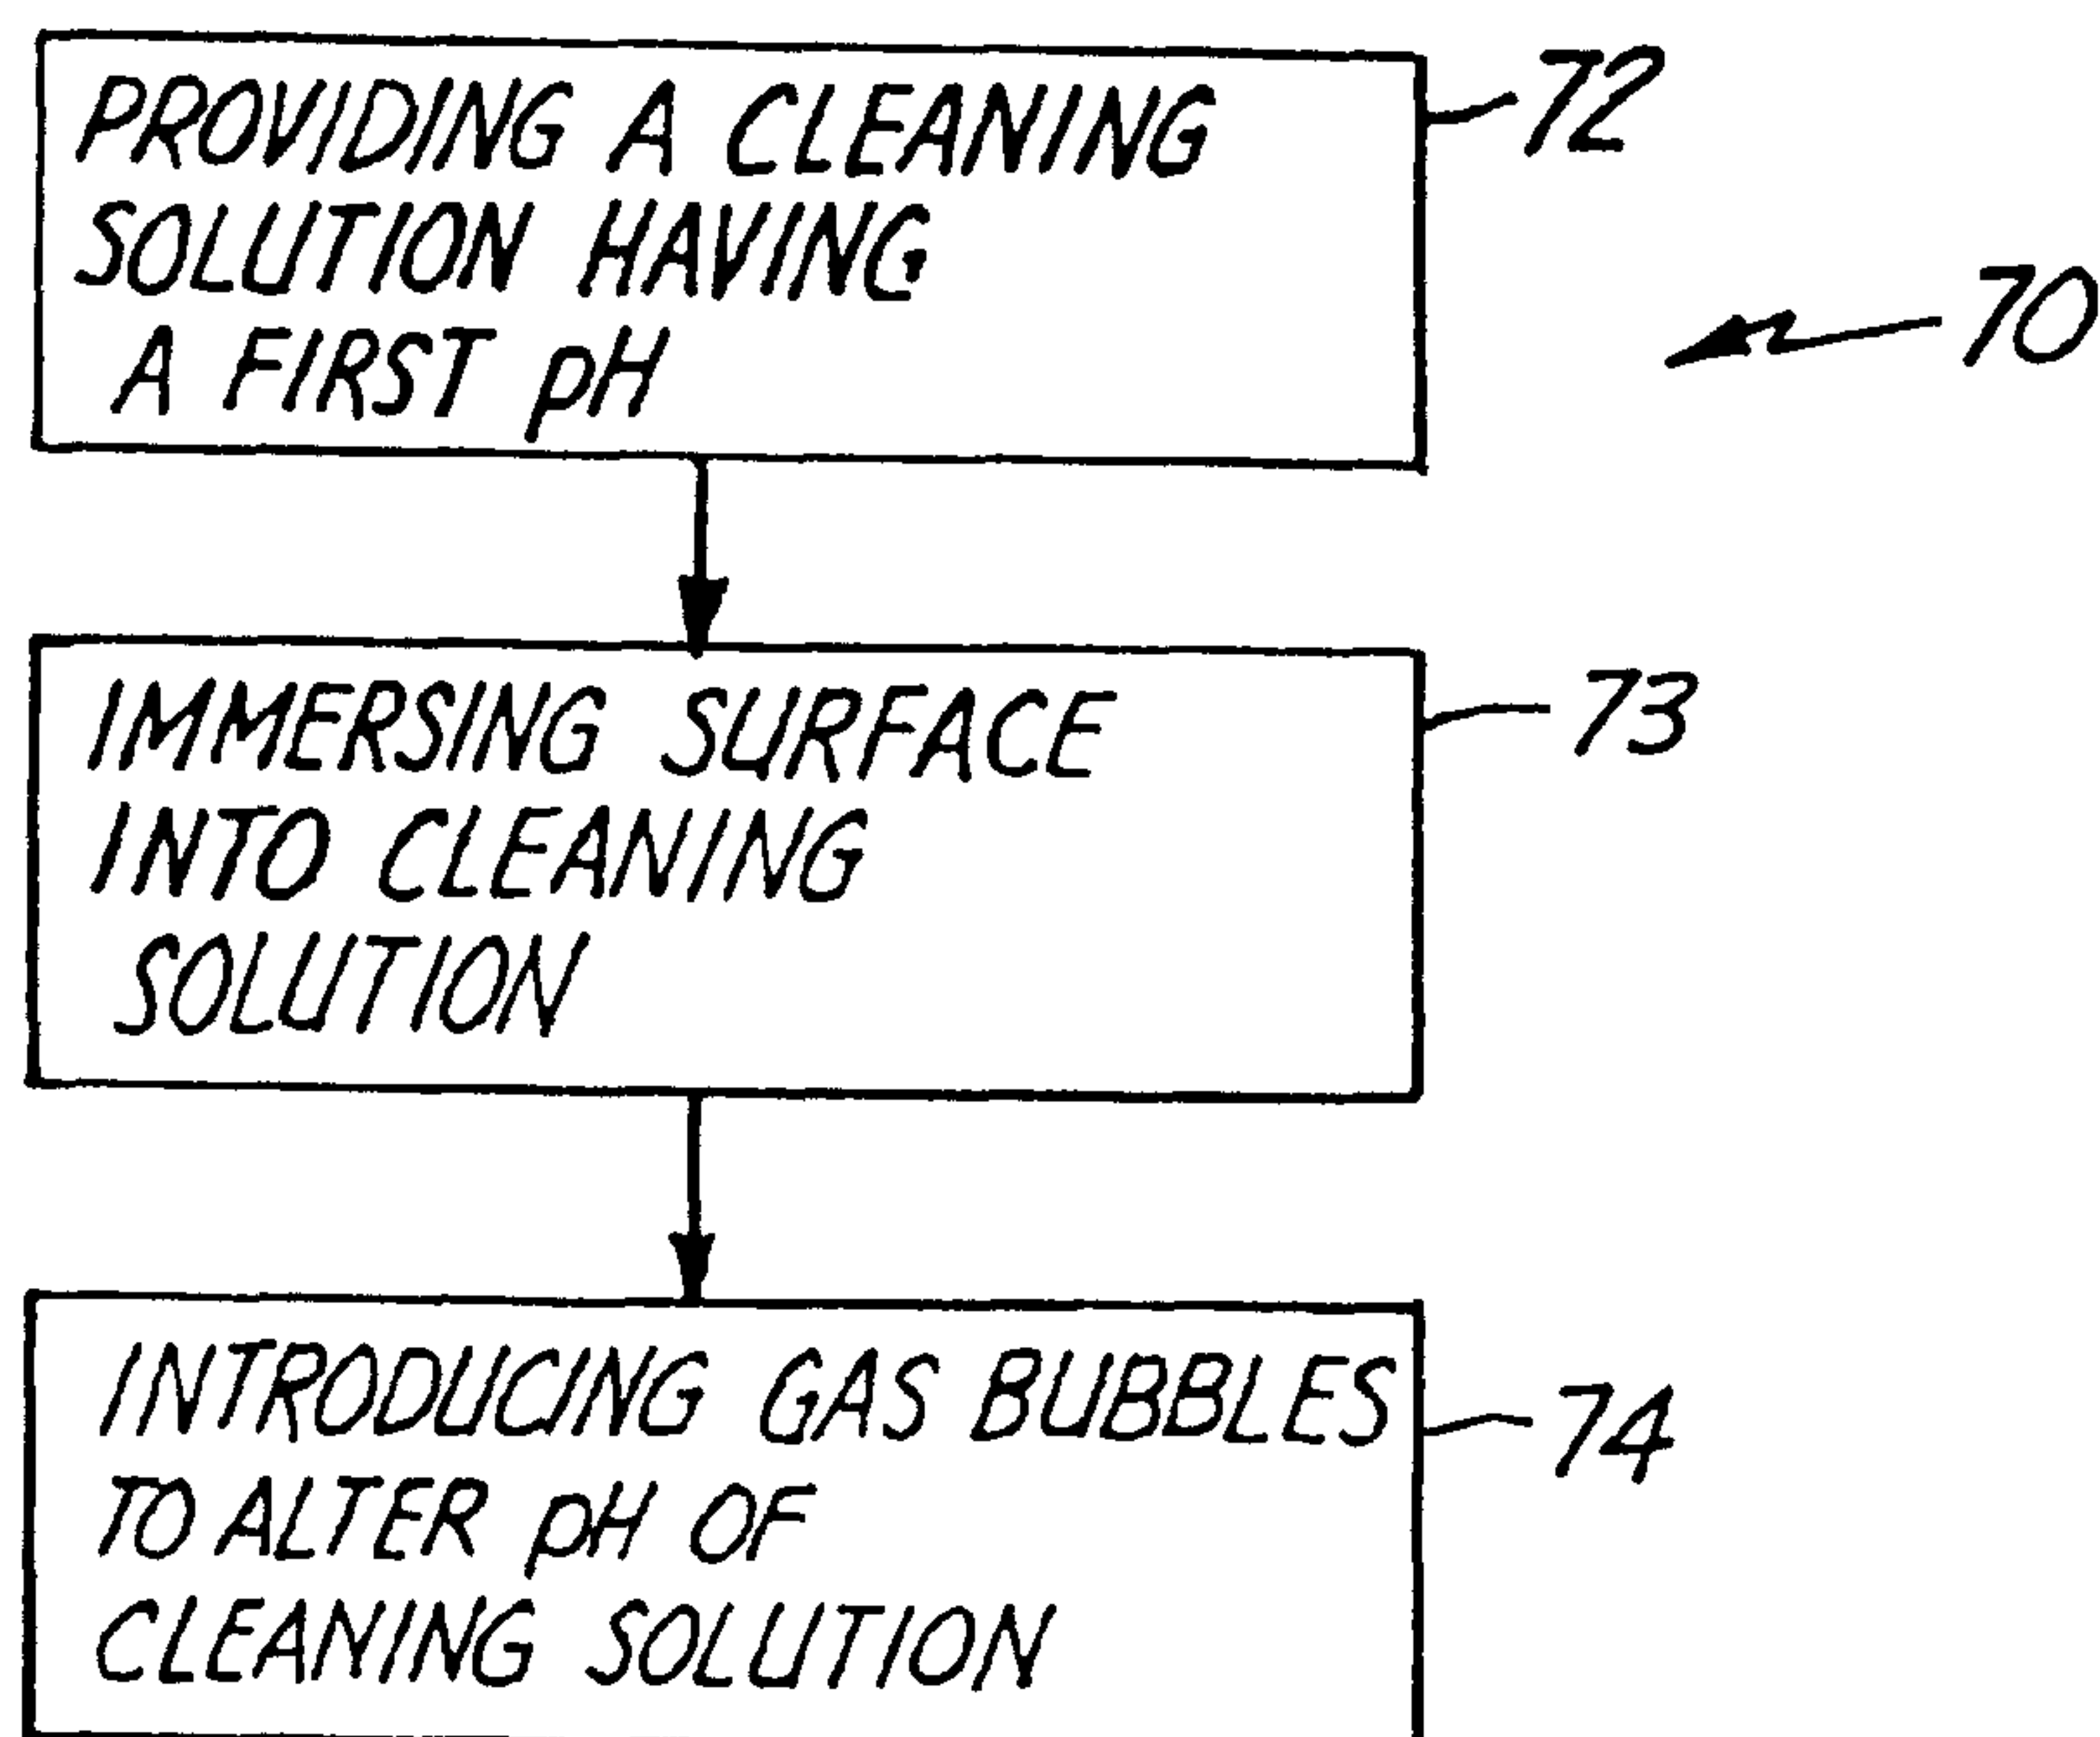 PROVIDING A CLEANING
SOLUTION HAVING
A FIRST pH
72
70
IMMERSING SURFACE
INTO CLEANING
SOLUTION
73
INTRODUCING GAS BUBBLES
TO ALTER pH OF
CLEANING SOLUTION
74